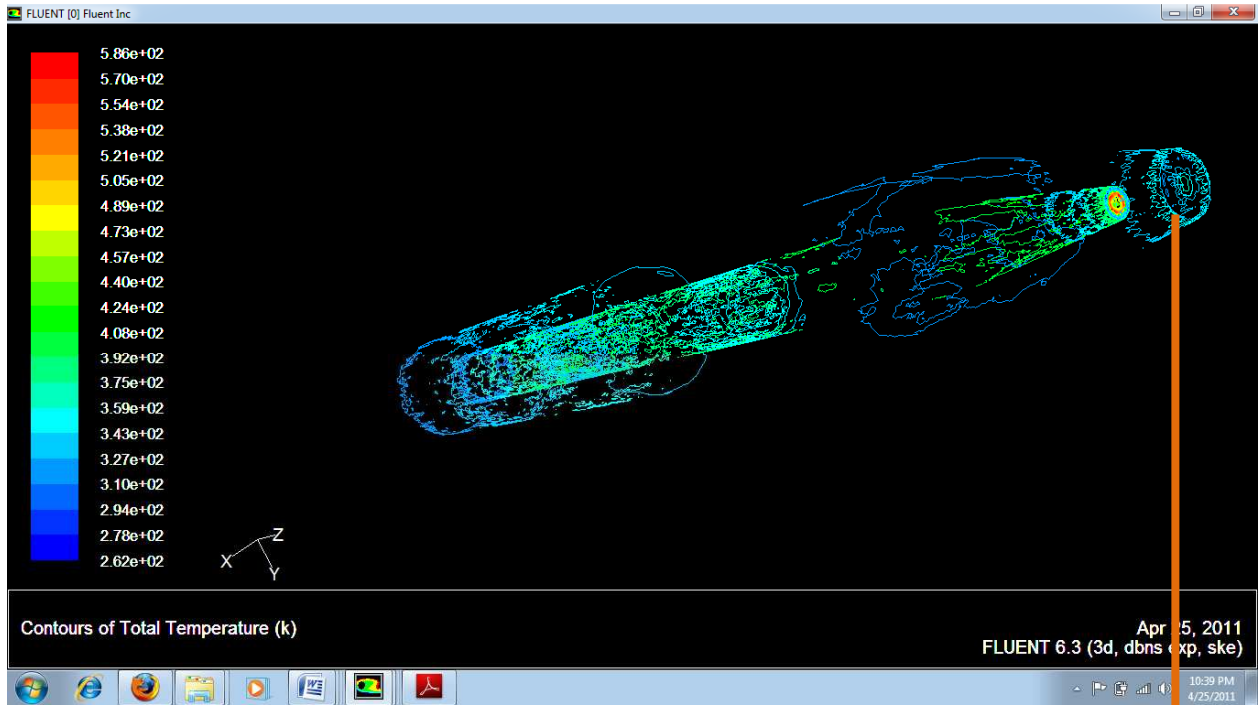 FLUENT [0] Fluent Inc
5.86e+02
5.70e+02
5.54e+02
5.38e+02
5.21e+02
5.05e+02
4.89e+02
4.73e+02
4.57e+02
4.40e+02
4.24e+02
4.08e+02
3.92e+02
3.75e+02
3.59e+02
3.43e+02
3.27e+02
3.10e+02
2.94e+02
2.78e+02
2.62e+02
Z
X
Y
Contours of Total Temperature (k)
Apr 25, 2011
FLUENT 6.3 (3d, dbns exp, ske)
10:39 PM
4/25/2011